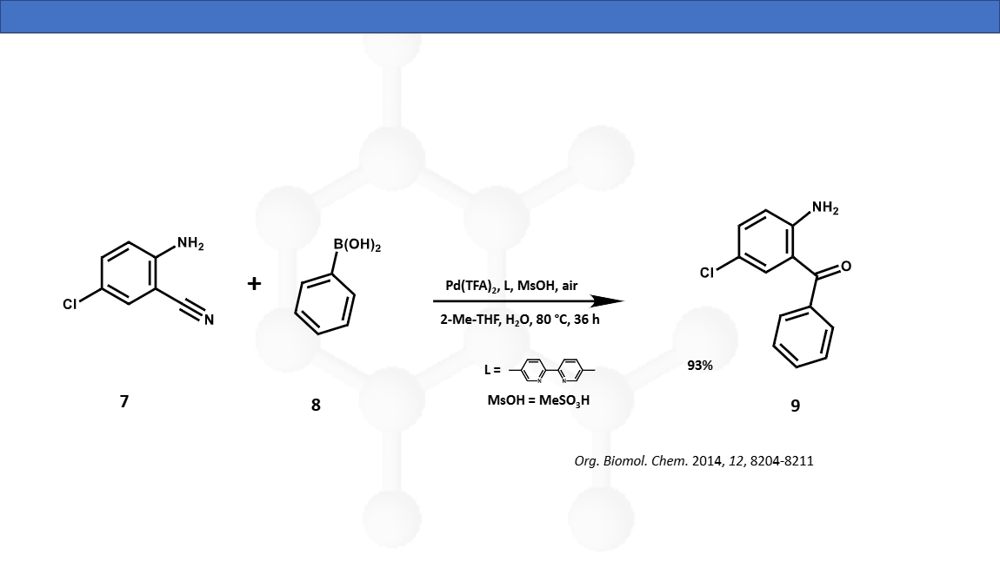 NH₂
Cl
N
7
+
B(OH)₂
8
Pd(TFA)₂, L, MsOH, air
2-Me-THF, H₂O, 80 °C, 36 h
L =
N N
MsOH = MeSO₃H
93%
NH₂
Cl
O
9
Org. Biomol. Chem. 2014, 12, 8204-8211